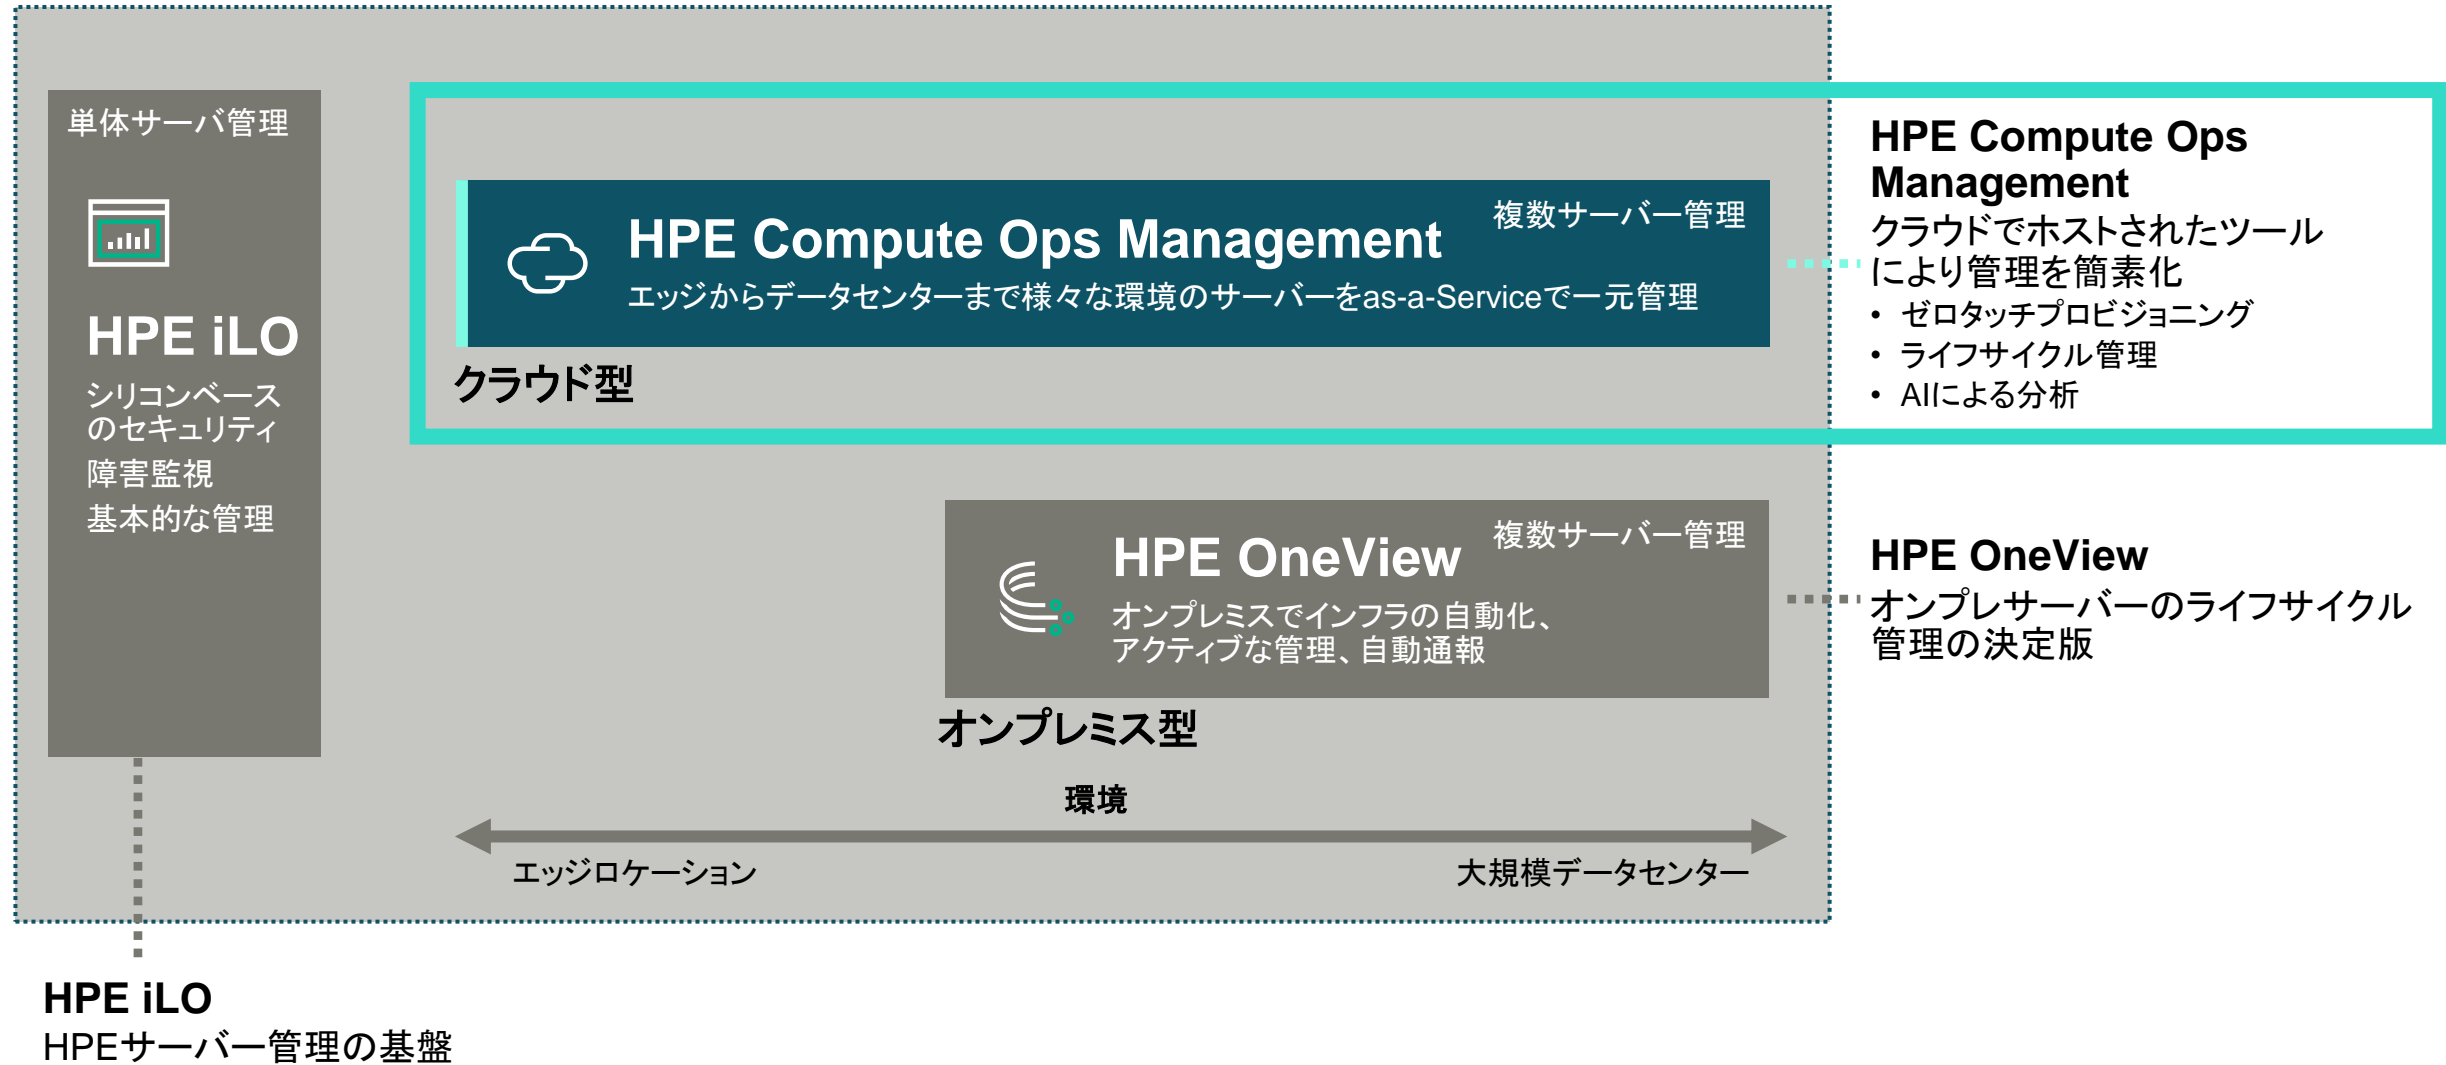 単体サーバ管理
HPE iLO
シリコンベース
のセキュリティ
障害監視
基本的な管理
複数サーバー管理
HPE Compute Ops Management
エッジからデータセンターまで様々な環境のサーバーをas-a-Serviceで一元管理
クラウド型
HPE Compute Ops
Management
クラウドでホストされたツール
により管理を簡素化
• ゼロタッチプロビジョニング
• ライフサイクル管理
• AIによる分析
複数サーバー管理
HPE OneView
オンプレミスでインフラの自動化、
アクティブな管理、自動通報
オンプレミス型
HPE OneView
オンプレサーバーのライフサイクル
管理の決定版
環境
エッジロケーション
大規模データセンター
HPE iLO
HPEサーバー管理の基盤